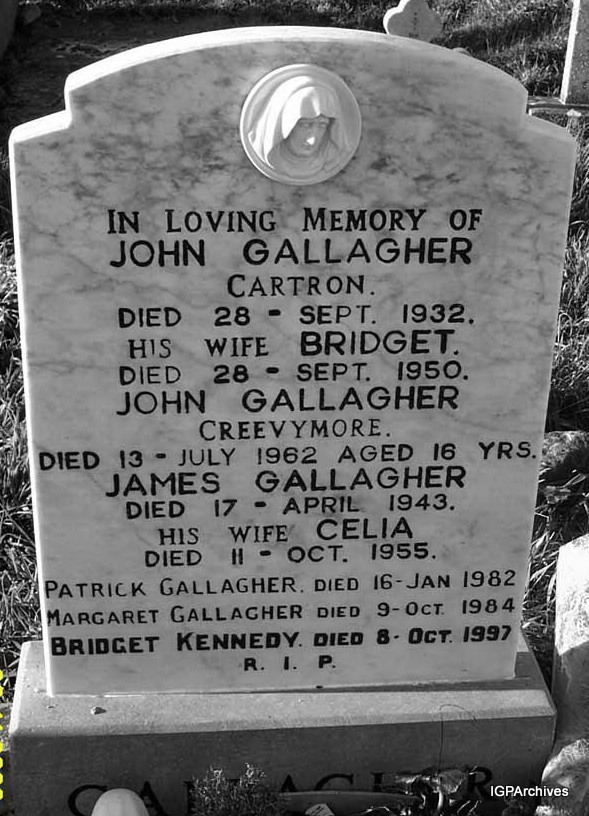 IN LOVING MEMORY OF
JOHN GALLAGHER
CARTRON.
DIED 28 - SEPT. 1932.
HIS WIFE BRIDGET.
DIED 28 - SEPT. 1950.
JOHN GALLAGHER
CREEVYMORE.
DIED 13 - JULY 1962 AGED 16 YRS.
JAMES GALLAGHER
DIED 17 - APRIL 1943.
HIS WIFE CELIA
DIED 11 - OCT. 1955.
PATRICK GALLAGHER. DIED 16-JAN 1982
MARGARET GALLAGHER DIED 9-OCT. 1984
BRIDGET KENNEDY. DIED 8-OCT. 1997
R. I. P.
GALLAGHER
IGPArchives